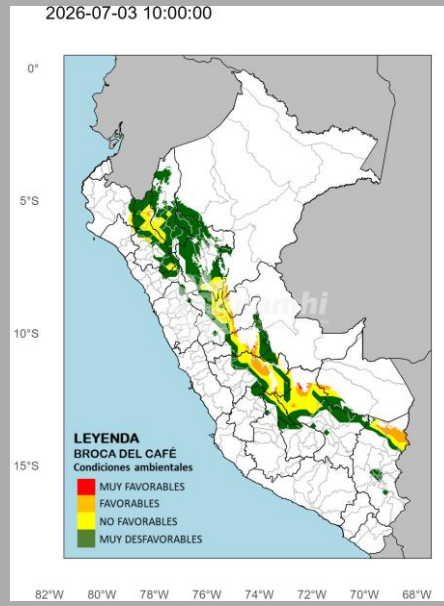 2026-07-03 10:00:00
0°
5°S
10°S
15°S
LEYENDA
BROCA DEL CAFÉ
Condiciones ambientales
MUY FAVORABLES
FAVORABLES
NO FAVORABLES
MUY DESFAVORABLES
82°W 80°W 78°W 76°W 74°W 72°W 70°W 68°W